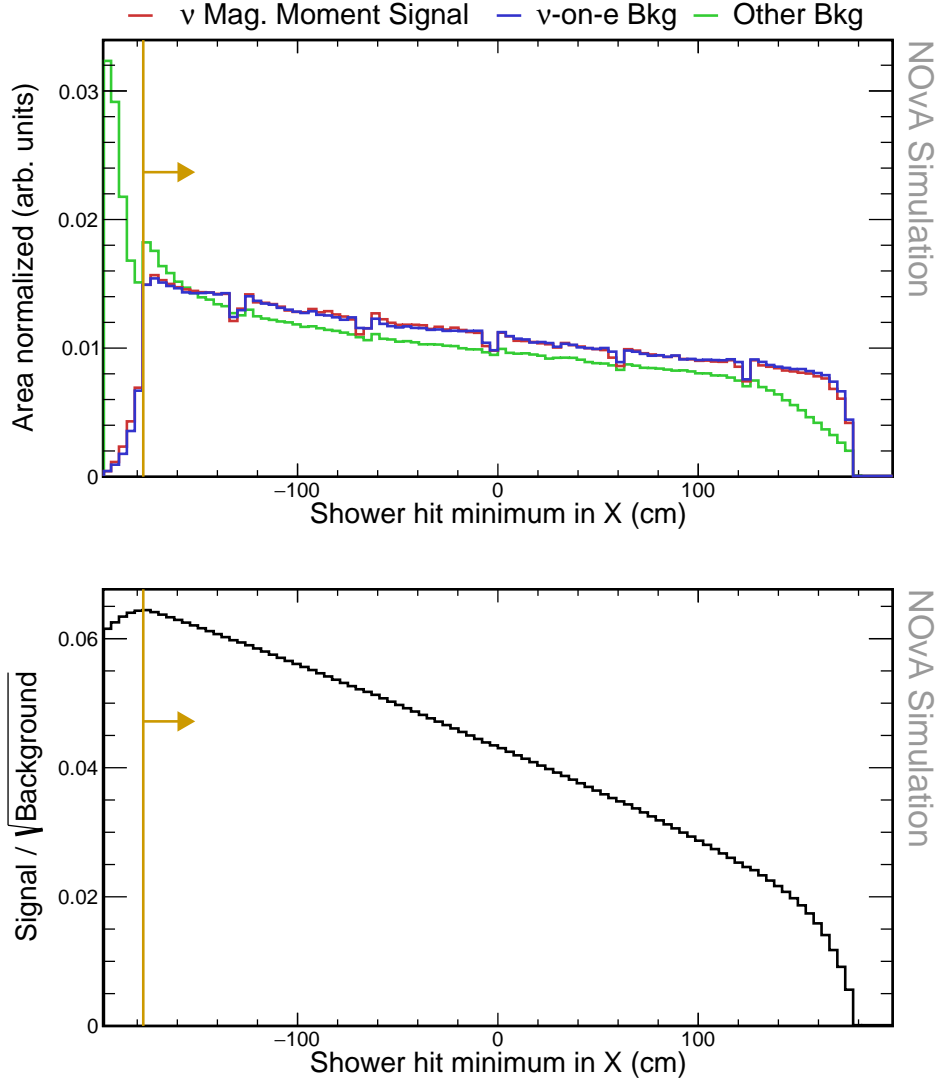 ν Mag. Moment Signal ν-on-e Bkg Other Bkg
0.03
0.02
0.01
0
Area normalized (arb. units)
−100 0 100
Shower hit minimum in X (cm)
NOvA Simulation
0.06
0.04
0.02
0
Signal / √Background
−100 0 100
Shower hit minimum in X (cm)
NOvA Simulation